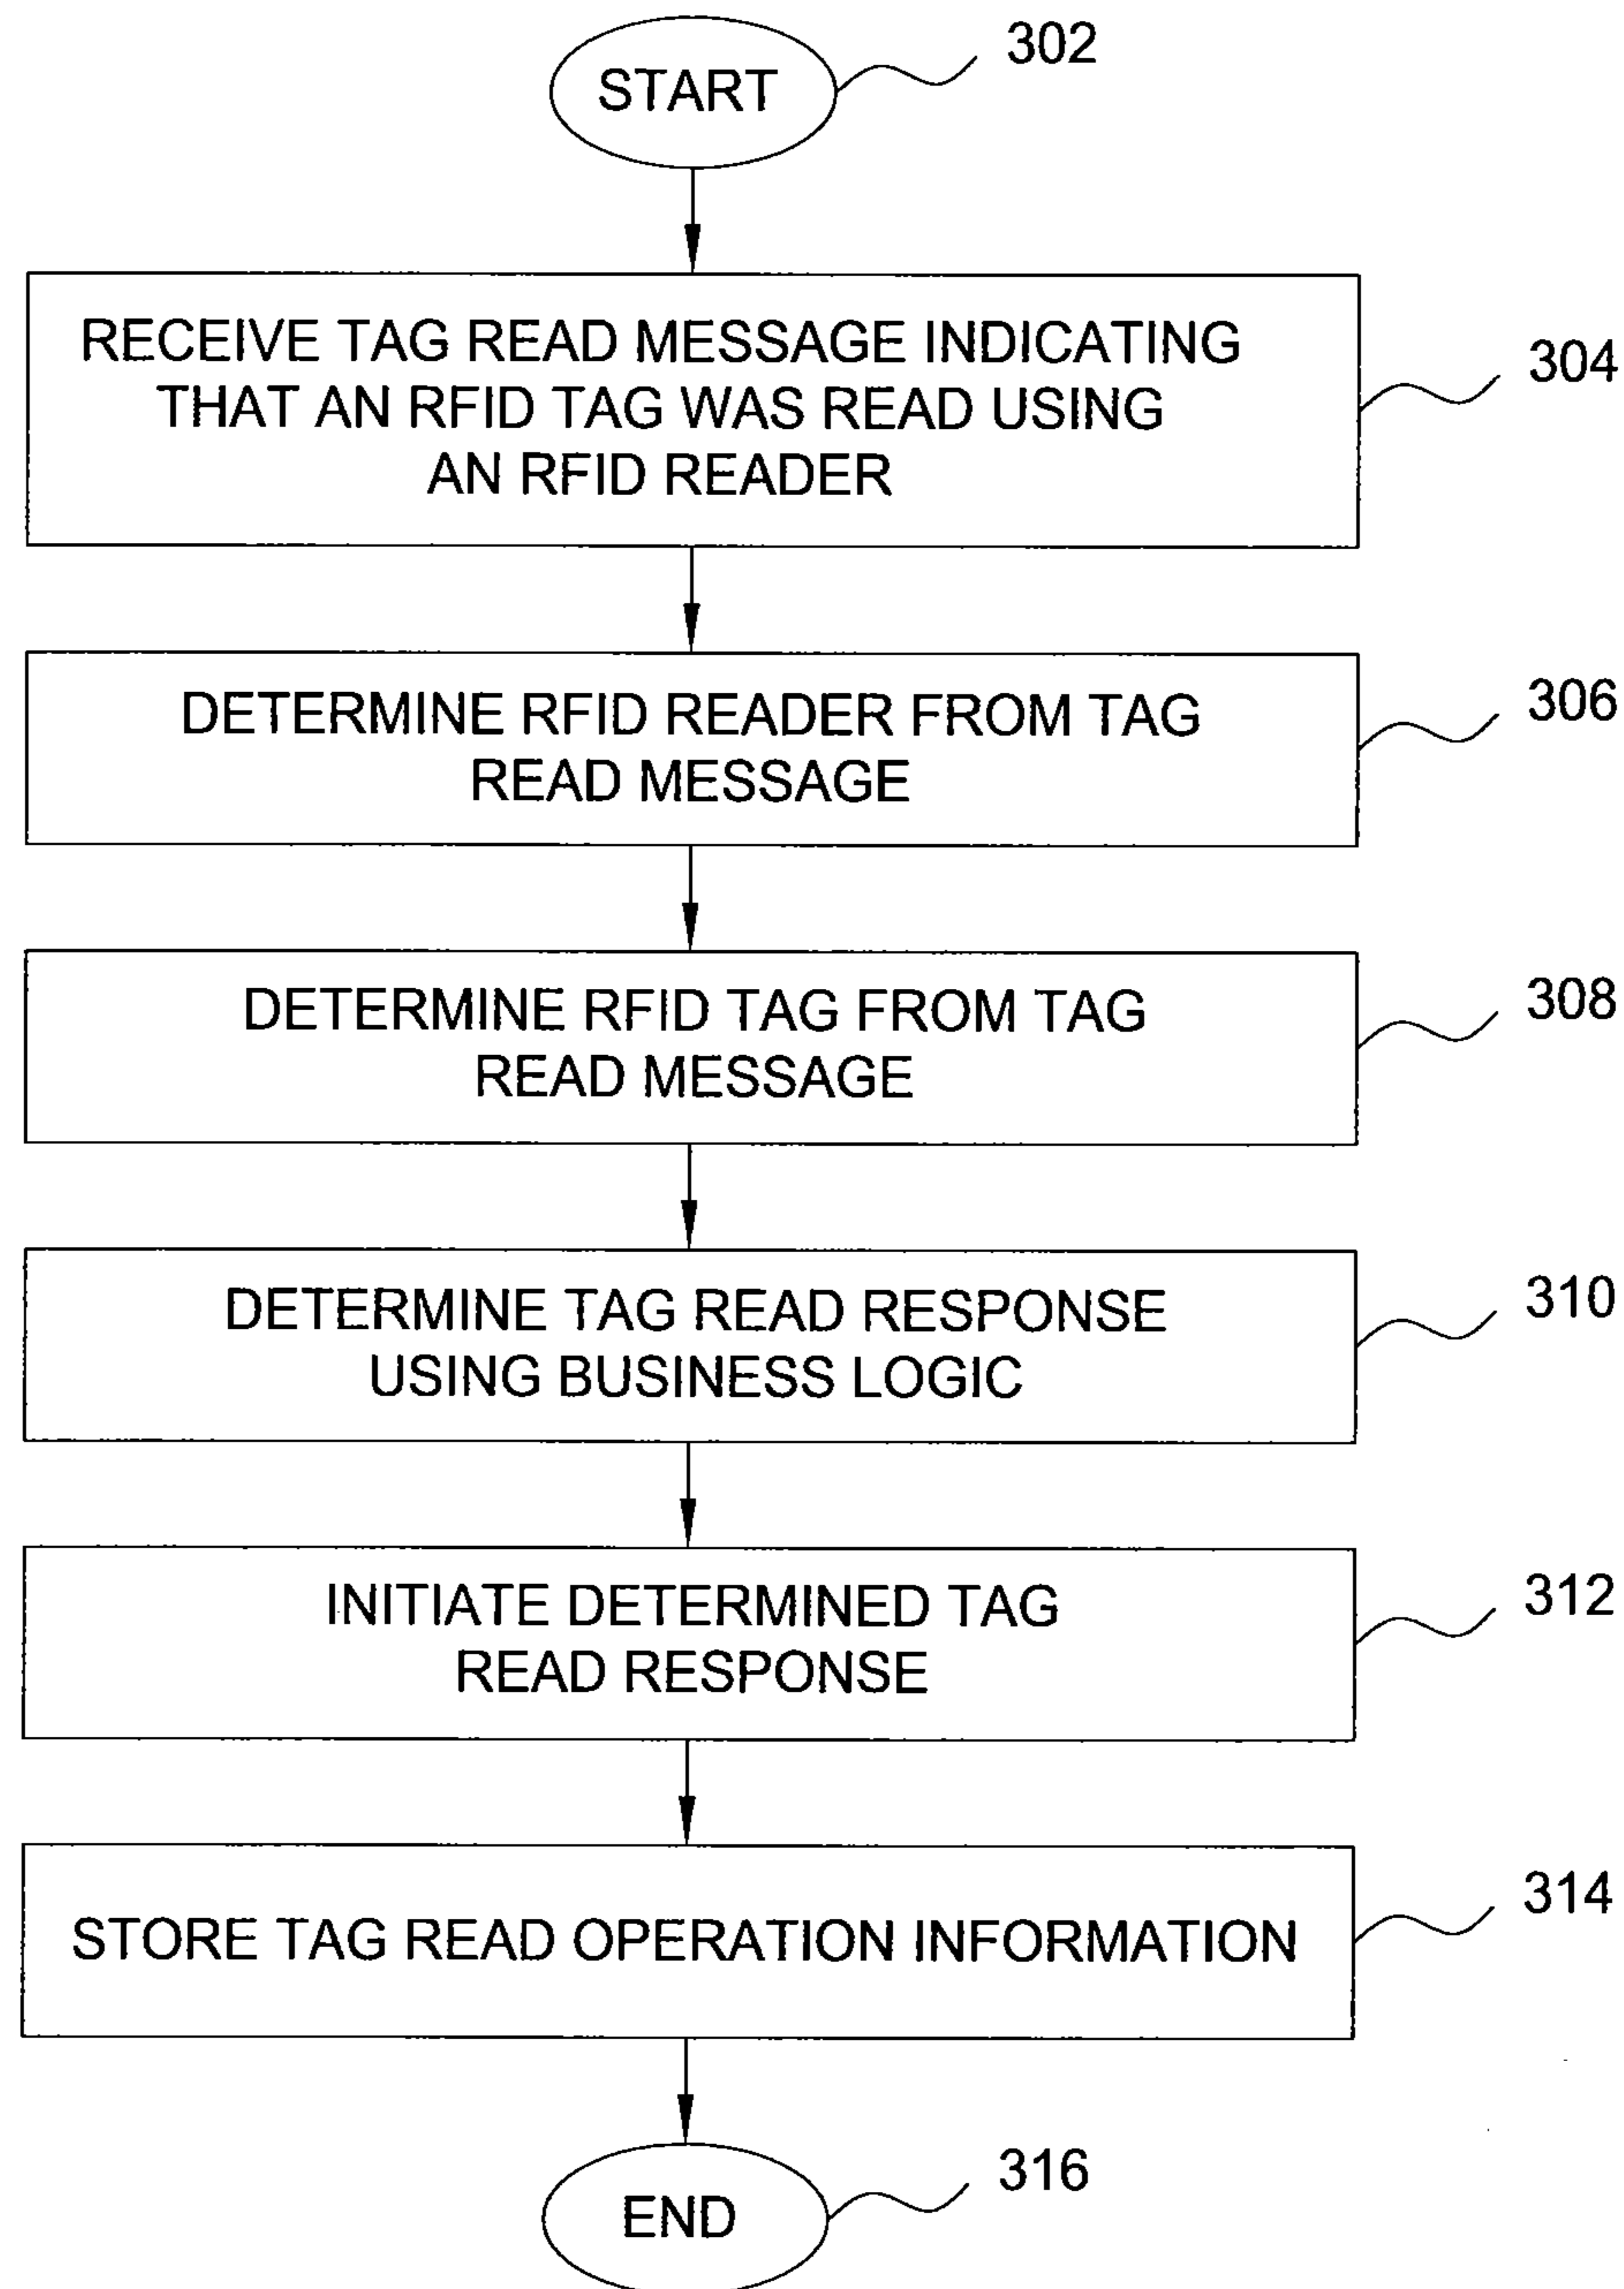 START
302
RECEIVE TAG READ MESSAGE INDICATING
THAT AN RFID TAG WAS READ USING
AN RFID READER
304
DETERMINE RFID READER FROM TAG
READ MESSAGE
306
DETERMINE RFID TAG FROM TAG
READ MESSAGE
308
DETERMINE TAG READ RESPONSE
USING BUSINESS LOGIC
310
INITIATE DETERMINED TAG
READ RESPONSE
312
STORE TAG READ OPERATION INFORMATION
314
END
316